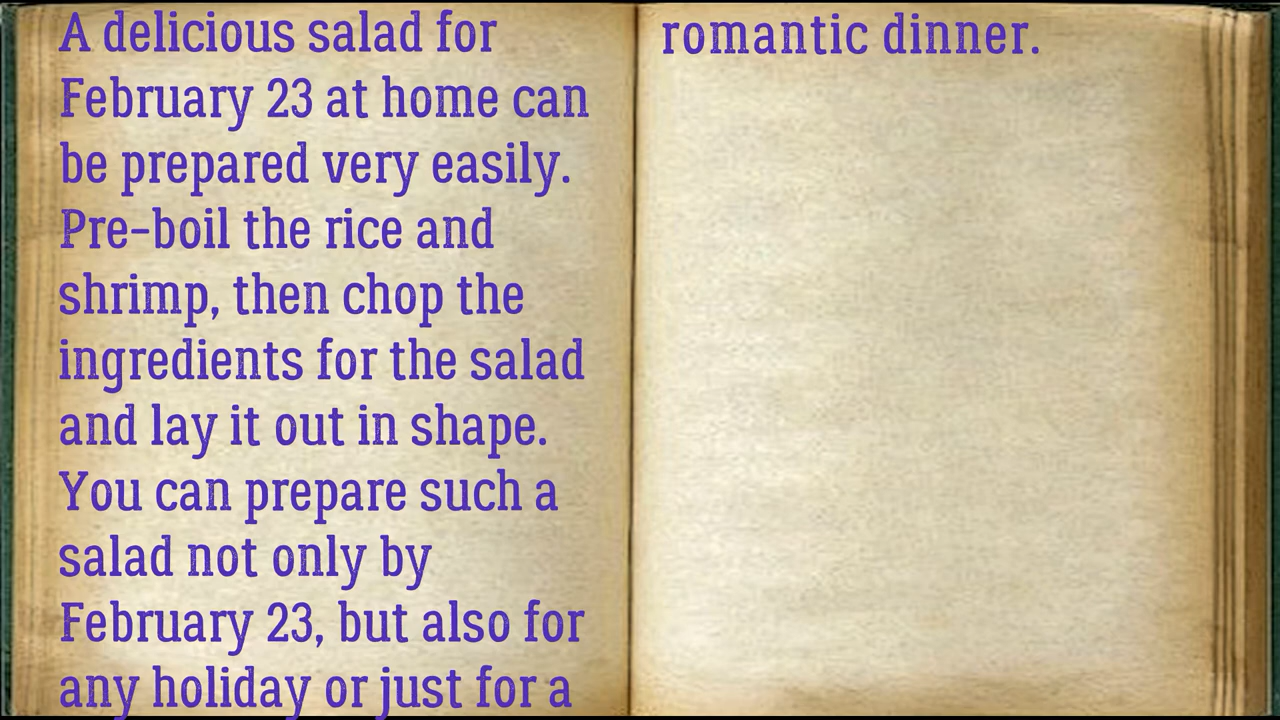 A delicious salad for
February 23 at home can
be prepared very easily.
Pre-boil the rice and
shrimp, then chop the
ingredients for the salad
and lay it out in shape.
You can prepare such a
salad not only by
February 23, but also for
any holiday or just for a
romantic dinner.